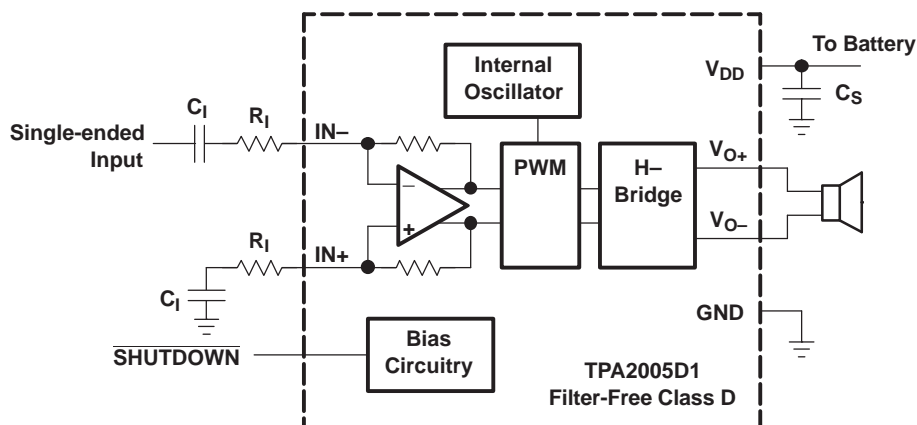 To Battery
Internal
Oscillator
VDD
CS
CI
RI
IN–
Single-ended
Input
PWM
H–
Bridge
VO+
VO–
–
+
RI
IN+
CI
GND
SHUTDOWN
Bias
Circuitry
TPA2005D1
Filter-Free Class D